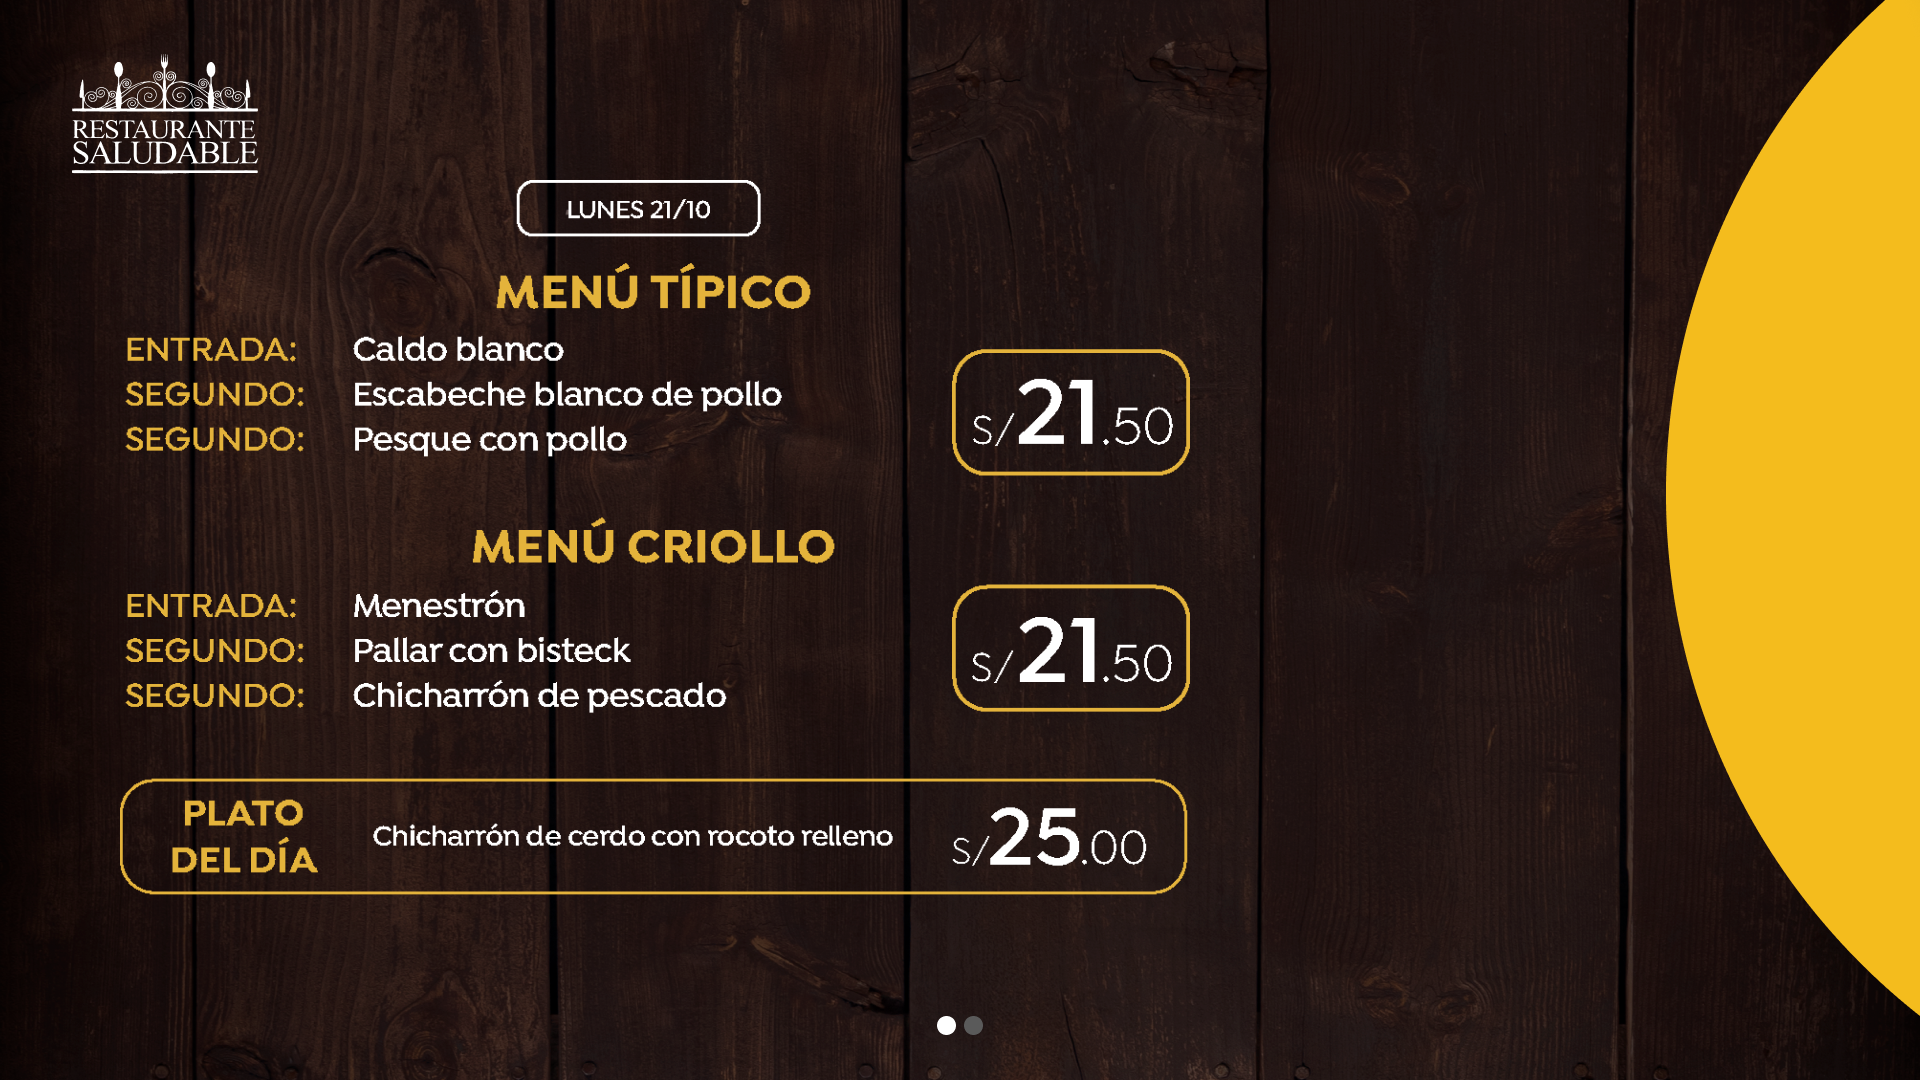 RESTAURANTE
SALUDABLE
LUNES 21/10
MENÚ TÍPICO
ENTRADA: Caldo blanco
SEGUNDO: Escabeche blanco de pollo
SEGUNDO: Pesque con pollo
S/21.50
MENÚ CRIOLLO
ENTRADA: Menestrón
SEGUNDO: Pallar con bisteck
SEGUNDO: Chicharrón de pescado
S/21.50
PLATO
DEL DÍA
Chicharrón de cerdo con rocoto relleno
S/25.00